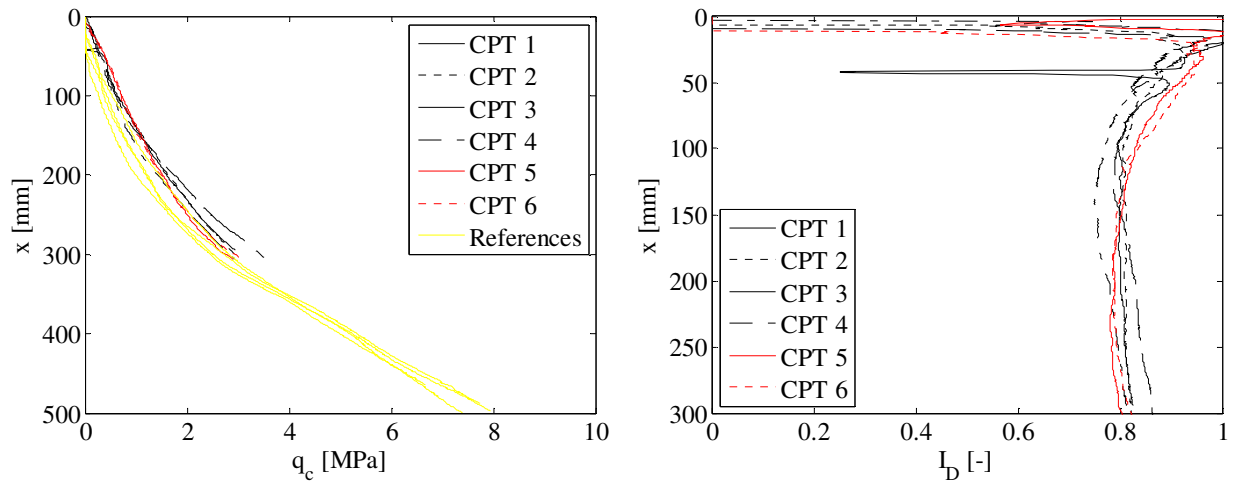 0
100
200
300
400
500
x [mm]
0
2
4
6
8
10
q_c [MPa]
CPT 1
CPT 2
CPT 3
CPT 4
CPT 5
CPT 6
References
0
50
100
150
200
250
300
x [mm]
0
0.2
0.4
0.6
0.8
1
I_D [-]
CPT 1
CPT 2
CPT 3
CPT 4
CPT 5
CPT 6